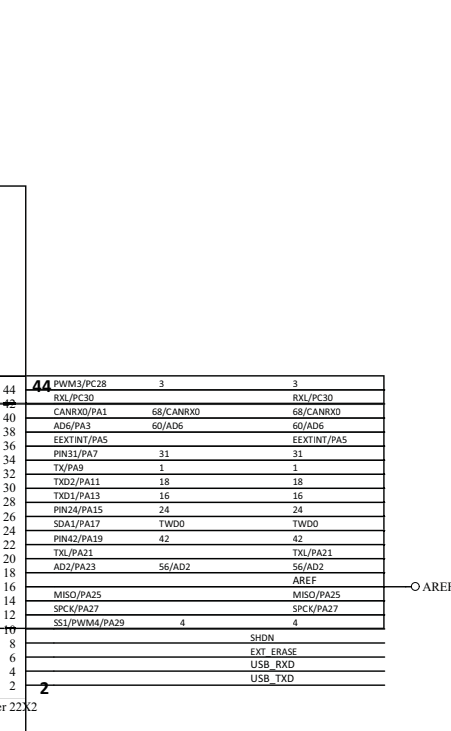 44 44 PWM3/PC28 3 3
42 RXL/PC30 RXL/PC30
40 CANRX0/PA1 68/CANRX0 68/CANRX0
38 AD6/PA3 60/AD6 60/AD6
36 EEXTINT/PA5 EEXTINT/PA5
34 PIN31/PA7 31 31
32 TX/PA9 1 1
30 TXD2/PA11 18 18
28 TXD1/PA13 16 16
26 PIN24/PA15 24 24
24 SDA1/PA17 TWD0 TWD0
22 PIN42/PA19 42 42
20 TXL/PA21 TXL/PA21
18 AD2/PA23 56/AD2 56/AD2
16 AREF AREF
14 MISO/PA25 MISO/PA25
12 SPCK/PA27 SPCK/PA27
10 SS1/PWM4/PA29 4 4
8 SHDN
6 EXT_ERASE
4 USB_RXD
2 2 USB_TXD
er 22X2